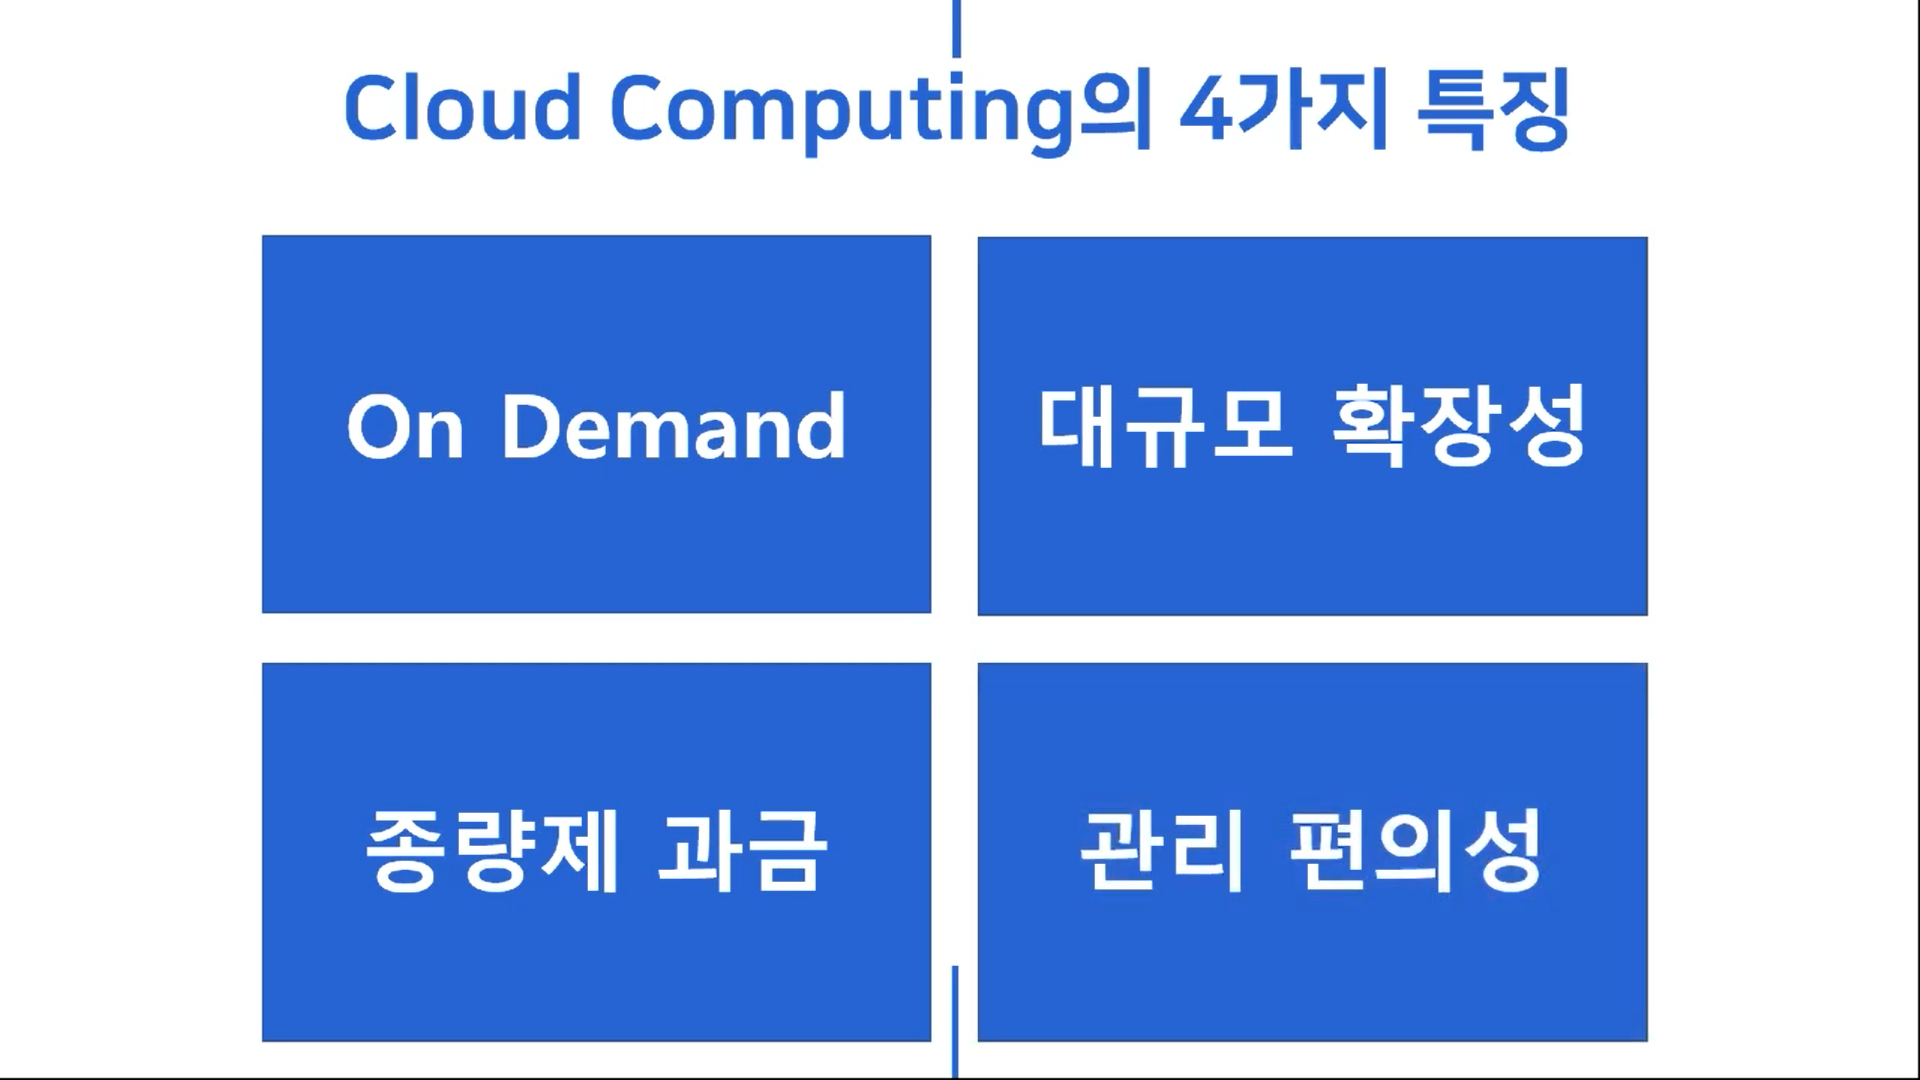 Cloud Computing의 4가지 특징
On Demand
대규모 확장성
종량제 과금
관리 편의성